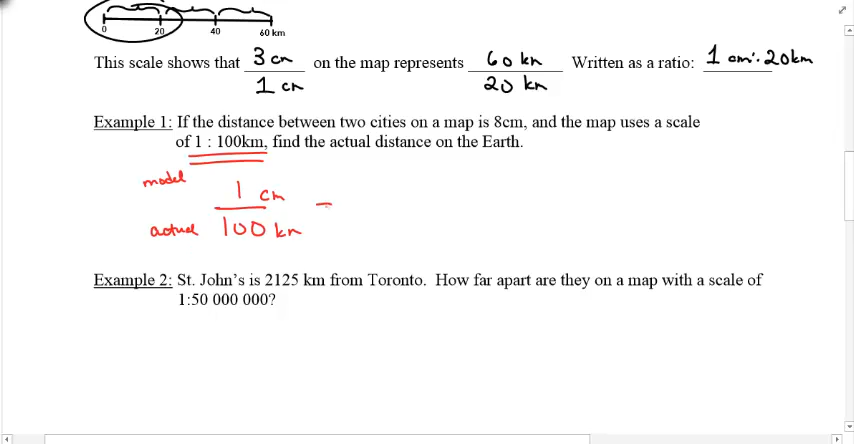 0 20 40 60 km
This scale shows that 3 cm on the map represents 60 km Written as a ratio: 1 cm : 20 km
1 cm 20 km
Example 1: If the distance between two cities on a map is 8cm, and the map uses a scale
of 1 : 100km, find the actual distance on the Earth.
model 1 cm =
actual 100 km
Example 2: St. John's is 2125 km from Toronto. How far apart are they on a map with a scale of
1:50 000 000?